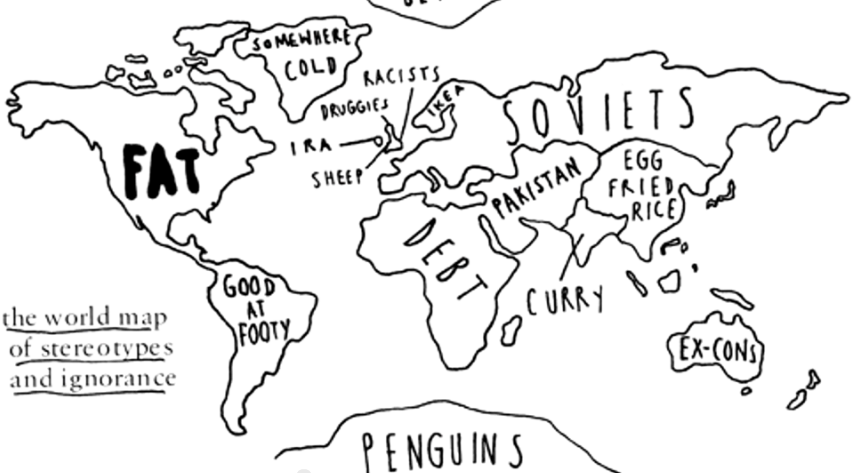 SOMEWHERE
COLD
RACISTS
DRUGGIES
IKEA
SOVIETS
IRA
SHEEP
FAT
PAKISTAN
EGG
FRIED
RICE
DEBT
CURRY
GOOD
AT
FOOTY
the world map
of stereotypes
and ignorance
EX-CONS
PENGUINS